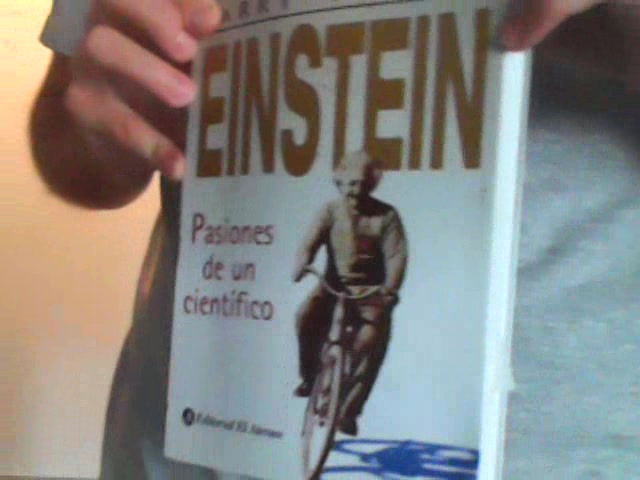 EINSTEIN
Pasiones
de un
científico
Editorial El Ateneo